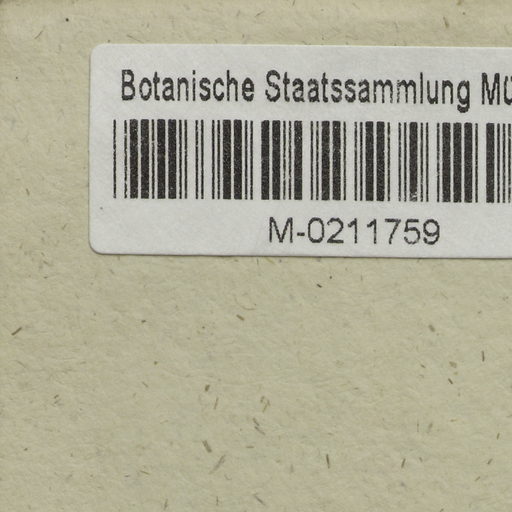 Botanische Staatssammlung Mü
M-0211759